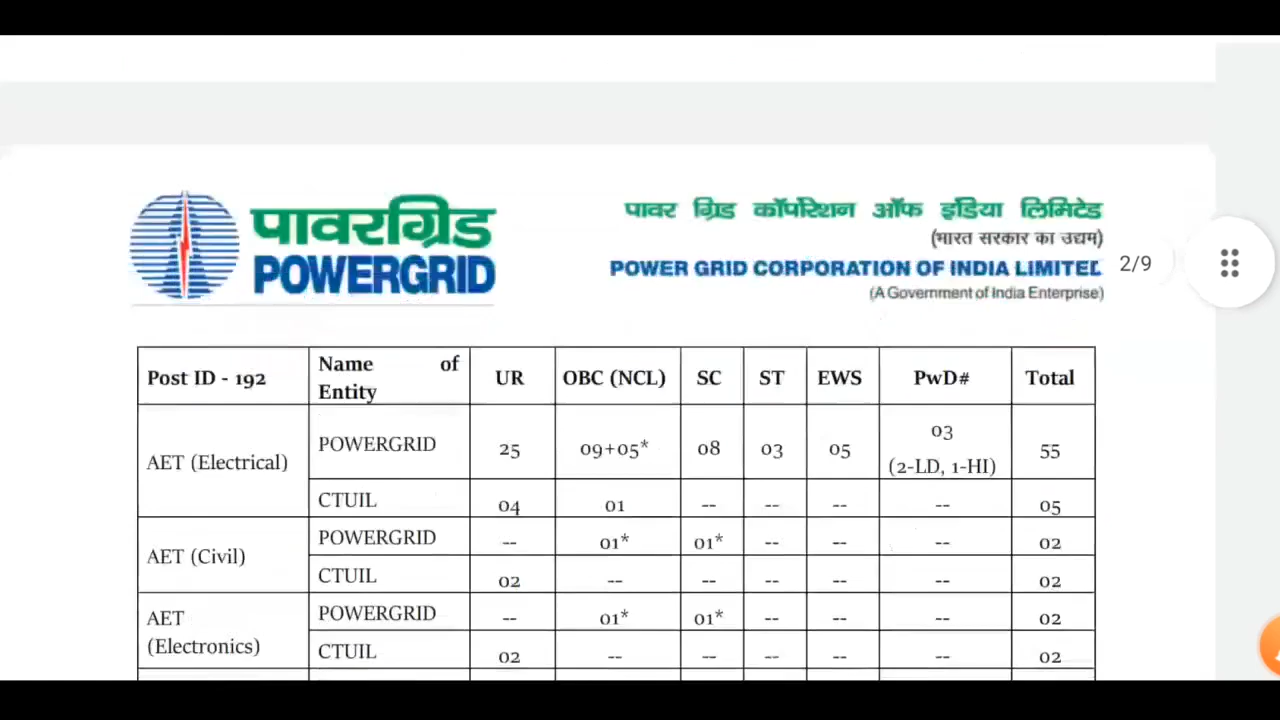 पावरग्रिड
POWERGRID
पावर ग्रिड कॉर्पोरेशन ऑफ इंडिया लिमिटेड
(भारत सरकार का उद्यम)
POWER GRID CORPORATION OF INDIA LIMITED
(A Government of India Enterprise)
2/9
Post ID - 192 Name of Entity UR OBC (NCL) SC ST EWS PwD# Total
AET (Electrical) POWERGRID 25 09+05* 08 03 05 03 (2-LD, 1-HI) 55
CTUIL 04 01 -- -- -- -- 05
AET (Civil) POWERGRID -- 01* 01* -- -- -- 02
CTUIL 02 -- -- -- -- -- 02
AET (Electronics) POWERGRID -- 01* 01* -- -- -- 02
CTUIL 02 -- -- -- -- -- 02